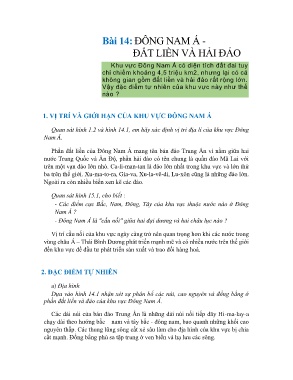 Bài 14: ĐÔNG NAM Á -
ĐẤT LIỀN VÀ HẢI ĐẢO
Khu vực Đông Nam Á có diện tích đất đai tuy
chỉ chiếm khoảng 4,5 triệu km2, nhưng lại có cả
không gian gồm đất liền và hải đảo rất rộng lớn.
Vậy đặc điểm tự nhiên của khu vực này như thế
nào ?
1. VỊ TRÍ VÀ GIỚI HẠN CỦA KHU VỰC ĐÔNG NAM Á
Quan sát hình 1.2 và hình 14.1, em hãy xác định vị trí địa lí của khu vực Đông
Nam Á.
Phần đất liền của Đông Nam Á mang tên bán đảo Trung Ấn vì nằm giữa hai
nước Trung Quốc và Ấn Độ, phần hải đảo có tên chung là quần đảo Mã Lai với
trên một vạn đảo lớn nhỏ. Ca-li-man-tan là đảo lớn nhất trong khu vực và lớn thứ
ba trên thế giới, Xu-ma-tơ-ra, Gia-va, Xu-la-vê-di, Lu-xôn cũng là những đảo lớn.
Ngoài ra còn nhiều biển xen kẽ các đảo.
Quan sát hình 15.1, cho biết :
- Các điểm cực Bắc, Nam, Đông, Tây của khu vực thuộc nước nào ở Đông
Nam Á ?
- Đông Nam Á là "cầu nối" giữa hai đại dương và hai châu lục nào ?
Vị trí cầu nối của khu vực ngày càng trở nên quan trọng hơn khi các nước trong
vòng châu Á – Thái Bình Dương phát triển mạnh mẽ và có nhiều nước trên thế giới
đến khu vực để đầu tư phát triển sản xuất và trao đổi hàng hoá.
2. ĐẶC ĐIỂM TỰ NHIÊN
a) Địa hình
Dựa vào hình 14.1 nhận xét sự phân bố các núi, cao nguyên và đồng bằng ở
phần đất liền và đảo của khu vực Đông Nam Á.
Các dải núi của bán đảo Trung Ấn là những dải núi nối tiếp dãy Hi-ma-lay-a
chạy dài theo hướng bắc nam và tây bắc - đông nam, bao quanh những khối cao
nguyên thấp. Các thung lũng sông cắt xẻ sâu làm cho địa hình của khu vực bị chia
cắt mạnh. Đồng bằng phù sa tập trung ở ven biển và hạ lưu các sông.